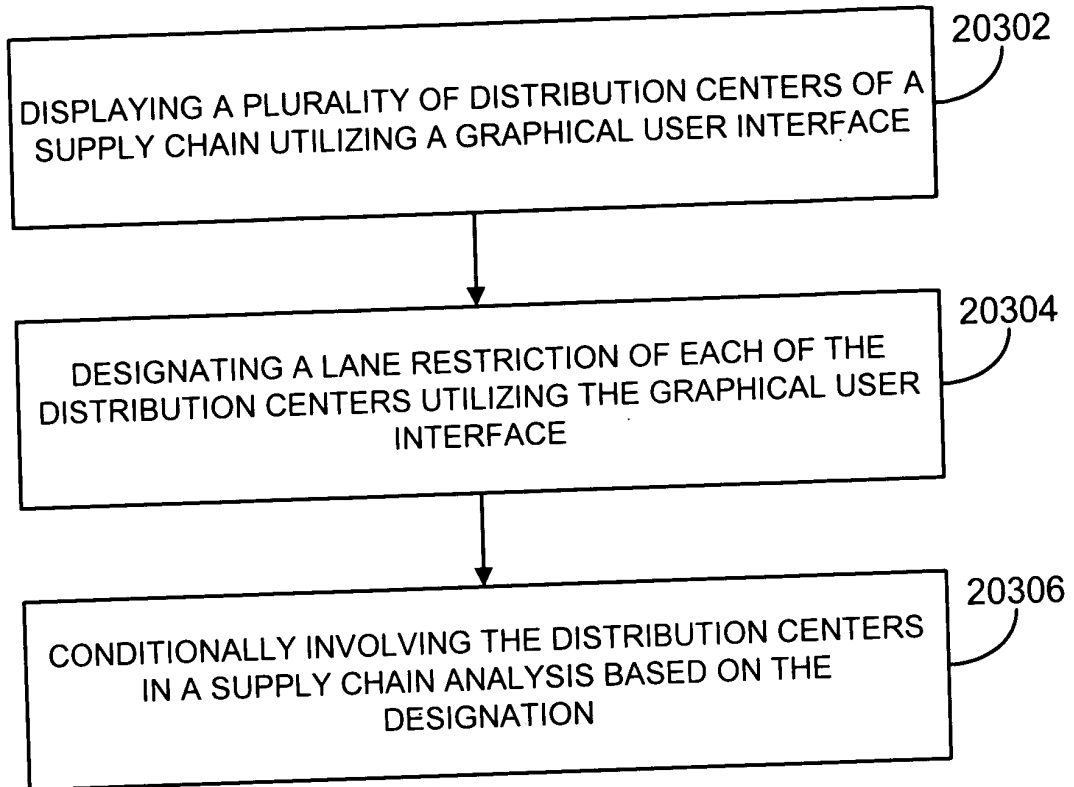 20302
DISPLAYING A PLURALITY OF DISTRIBUTION CENTERS OF A
SUPPLY CHAIN UTILIZING A GRAPHICAL USER INTERFACE
20304
DESIGNATING A LANE RESTRICTION OF EACH OF THE
DISTRIBUTION CENTERS UTILIZING THE GRAPHICAL USER
INTERFACE
20306
CONDITIONALLY INVOLVING THE DISTRIBUTION CENTERS
IN A SUPPLY CHAIN ANALYSIS BASED ON THE
DESIGNATION